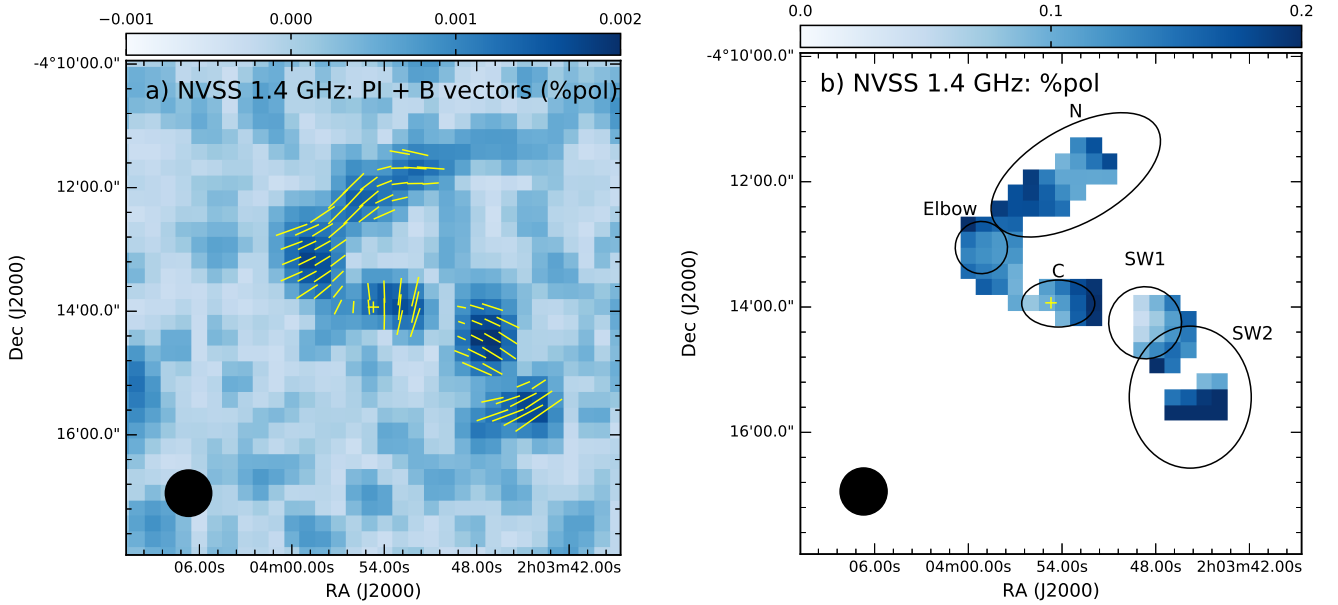 −0.001 0.000 0.001 0.002
a) NVSS 1.4 GHz: PI + B vectors (%pol)
-4°10'00.0"
12'00.0"
14'00.0"
16'00.0"
Dec (J2000)
06.00s 04m00.00s 54.00s 48.00s 2h03m42.00s
RA (J2000)
0.0 0.1 0.2
b) NVSS 1.4 GHz: %pol
-4°10'00.0"
12'00.0"
14'00.0"
16'00.0"
Dec (J2000)
N
Elbow
C
SW1
SW2
06.00s 04m00.00s 54.00s 48.00s 2h03m42.00s
RA (J2000)